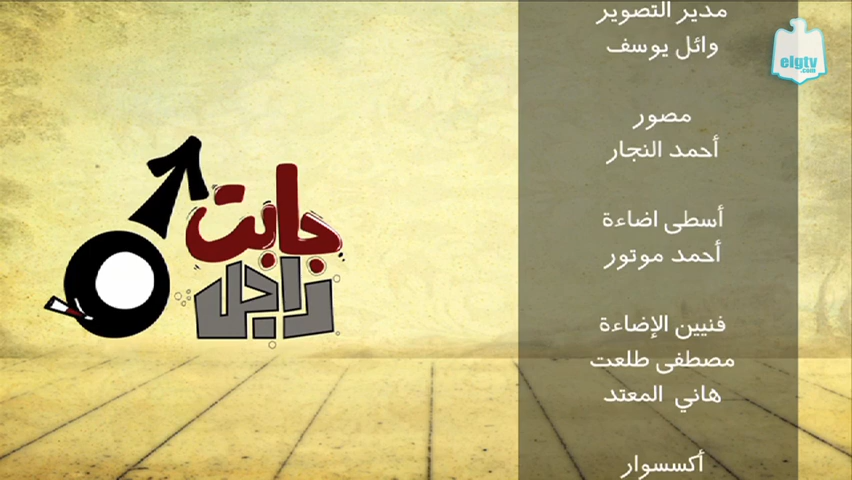 مدير التصوير
وائل يوسف
مصور
أحمد النجار
أسطى اضاءة
أحمد موتور
فنيين الإضاءة
مصطفى طلعت
هاني المعتد
أكسسوار
جابت
راجل
elgtv
.com